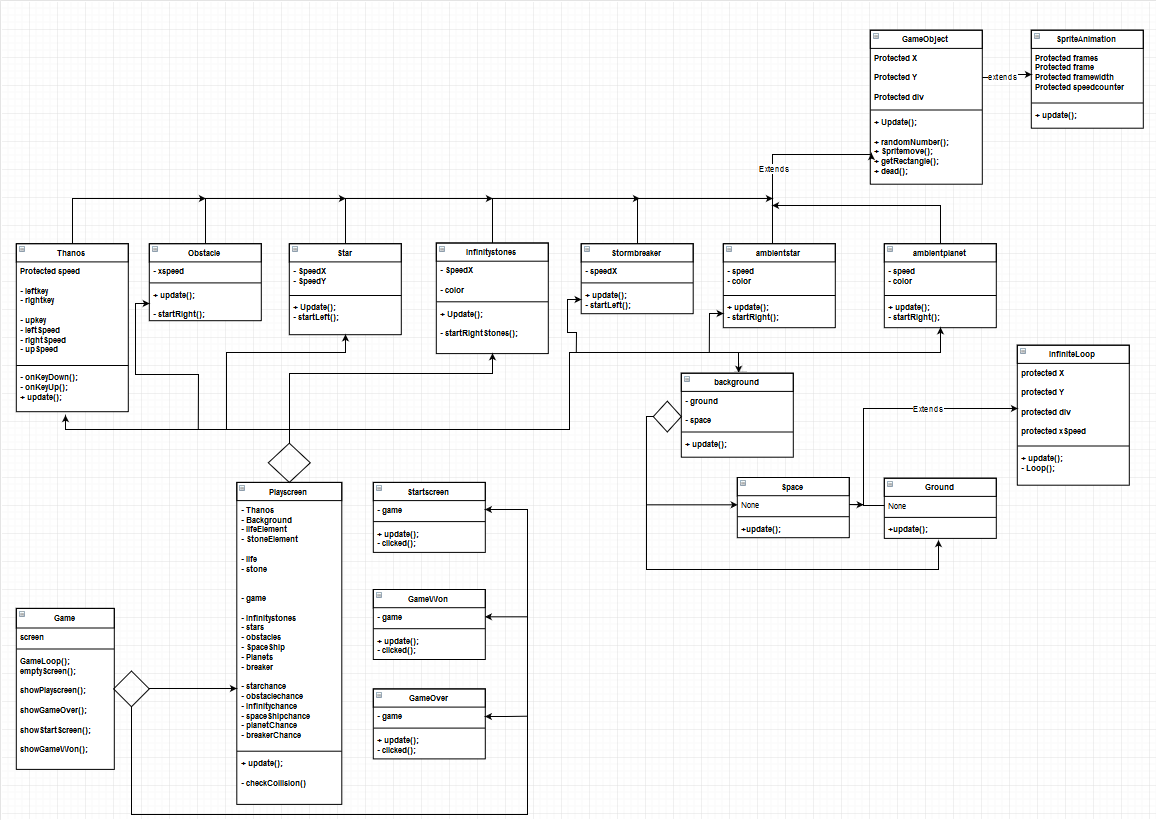 GameObject
Protected X
Protected Y
Protected div
+ Update();
+ randomNumber();
+ Spritemove();
+ getRectangle();
+ dead();
extends
SpriteAnimation
Protected frames
Protected frame
Protected framewidth
Protected speedcounter
+ update();
Extends
Thanos
Protected speed
- leftkey
- rightkey
- upkey
- leftSpeed
- rightSpeed
- upSpeed
- onKeyDown();
- onKeyUp();
+ update();
Obstacle
- xspeed
+ update();
- startRight();
Star
- SpeedX
- SpeedY
+ Update();
- startLeft();
Infinitystones
- SpeedX
- color
+ Update();
- startRightStones();
Stormbreaker
- speedX
+ update();
- startLeft();
ambientstar
- speed
- color
+ update();
- startRight();
ambientplanet
- speed
- color
+ update();
- startRight();
background
- ground
- space
+ update();
InfiniteLoop
protected X
protected Y
protected div
protected xSpeed
+ update();
- Loop();
Extends
Space
None
+update();
Ground
None
+update();
Playscreen
- Thanos
- Background
- lifeElement
- StoneElement
- life
- stone
- game
- infinitystones
- stars
- obstacles
- SpaceShip
- Planets
- breaker
- starchance
- obstaclechance
- infinitychance
- spaceShipchance
- planetChance
- breakerChance
+ update();
- checkCollision()
Startscreen
- game
+ update();
- clicked();
GameWon
- game
+ update();
- clicked();
GameOver
- game
+ update();
- clicked();
Game
screen
GameLoop();
emptyScreen();
showPlayscreen();
showGameOver();
showStartScreen();
showGameWon();